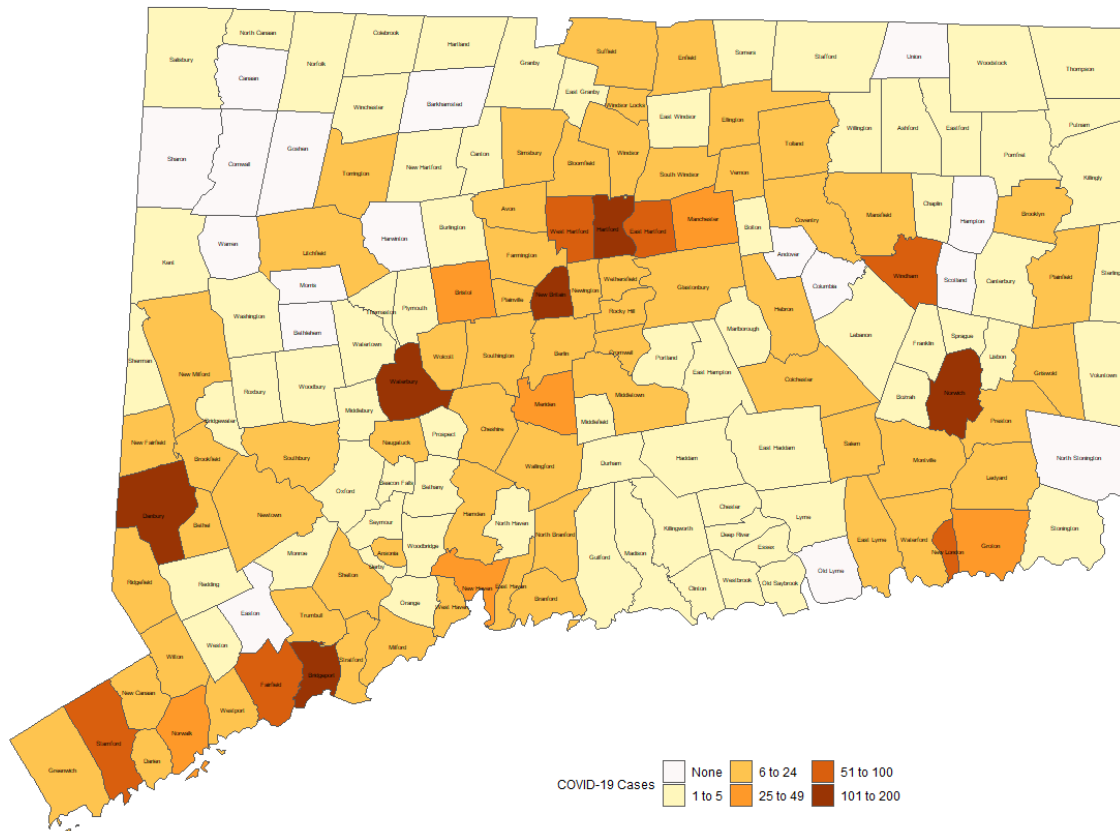 North Canaan
Colebrook
Hartland
Salisbury
Canaan
Norfolk
Granby
Suffield
Enfield
Somers
Stafford
Union
Woodstock
Thompson
Winchester
Barkhamsted
East Granby
Windsor Locks
East Windsor
Ellington
Willington
Ashford
Eastford
Putnam
Pomfret
Killingly
Sharon
Cornwall
Goshen
Torrington
New Hartford
Canton
Simsbury
Bloomfield
Windsor
South Windsor
Vernon
Tolland
Kent
Warren
Litchfield
Harwinton
Burlington
Avon
West Hartford
Hartford
East Hartford
Manchester
Bolton
Coventry
Mansfield
Chaplin
Hampton
Brooklyn
Farmington
Andover
Columbia
Windham
Scotland
Canterbury
Plainfield
Sterling
Morris
Washington
Bethlehem
Thomaston
Plymouth
Bristol
Plainville
New Britain
Newington
Wethersfield
Rocky Hill
Glastonbury
Marlborough
Hebron
Lebanon
Franklin
Sprague
Lisbon
Griswold
Voluntown
Sherman
New Milford
Roxbury
Woodbury
Watertown
Waterbury
Wolcott
Southington
Berlin
Cromwell
Portland
East Hampton
Colchester
Bozrah
Norwich
Preston
Bridgewater
Middlebury
Prospect
Cheshire
Meriden
Middletown
Middlefield
East Haddam
Salem
Montville
Ledyard
North Stonington
New Fairfield
Brookfield
Southbury
Naugatuck
Oxford
Beacon Falls
Bethany
Wallingford
Durham
Haddam
Danbury
Bethel
Newtown
Seymour
Woodbridge
Hamden
North Haven
North Branford
Guilford
Madison
Killingworth
Chester
Deep River
Essex
Lyme
East Lyme
Waterford
New London
Groton
Stonington
Ridgefield
Redding
Monroe
Shelton
Ansonia
Derby
Orange
New Haven
West Haven
East Haven
Branford
Clinton
Westbrook
Old Saybrook
Old Lyme
Easton
Weston
Trumbull
Milford
Wilton
Fairfield
Bridgeport
Stratford
New Canaan
Westport
Norwalk
Darien
Stamford
Greenwich
COVID-19 Cases
None
6 to 24
51 to 100
1 to 5
25 to 49
101 to 200